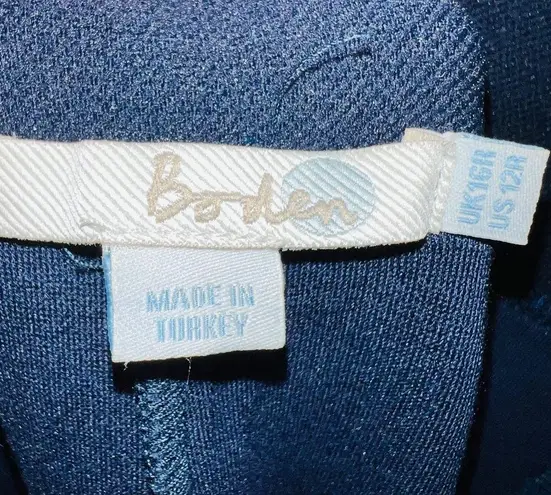 Boden
MADE IN
TURKEY
UK16R
US 12R